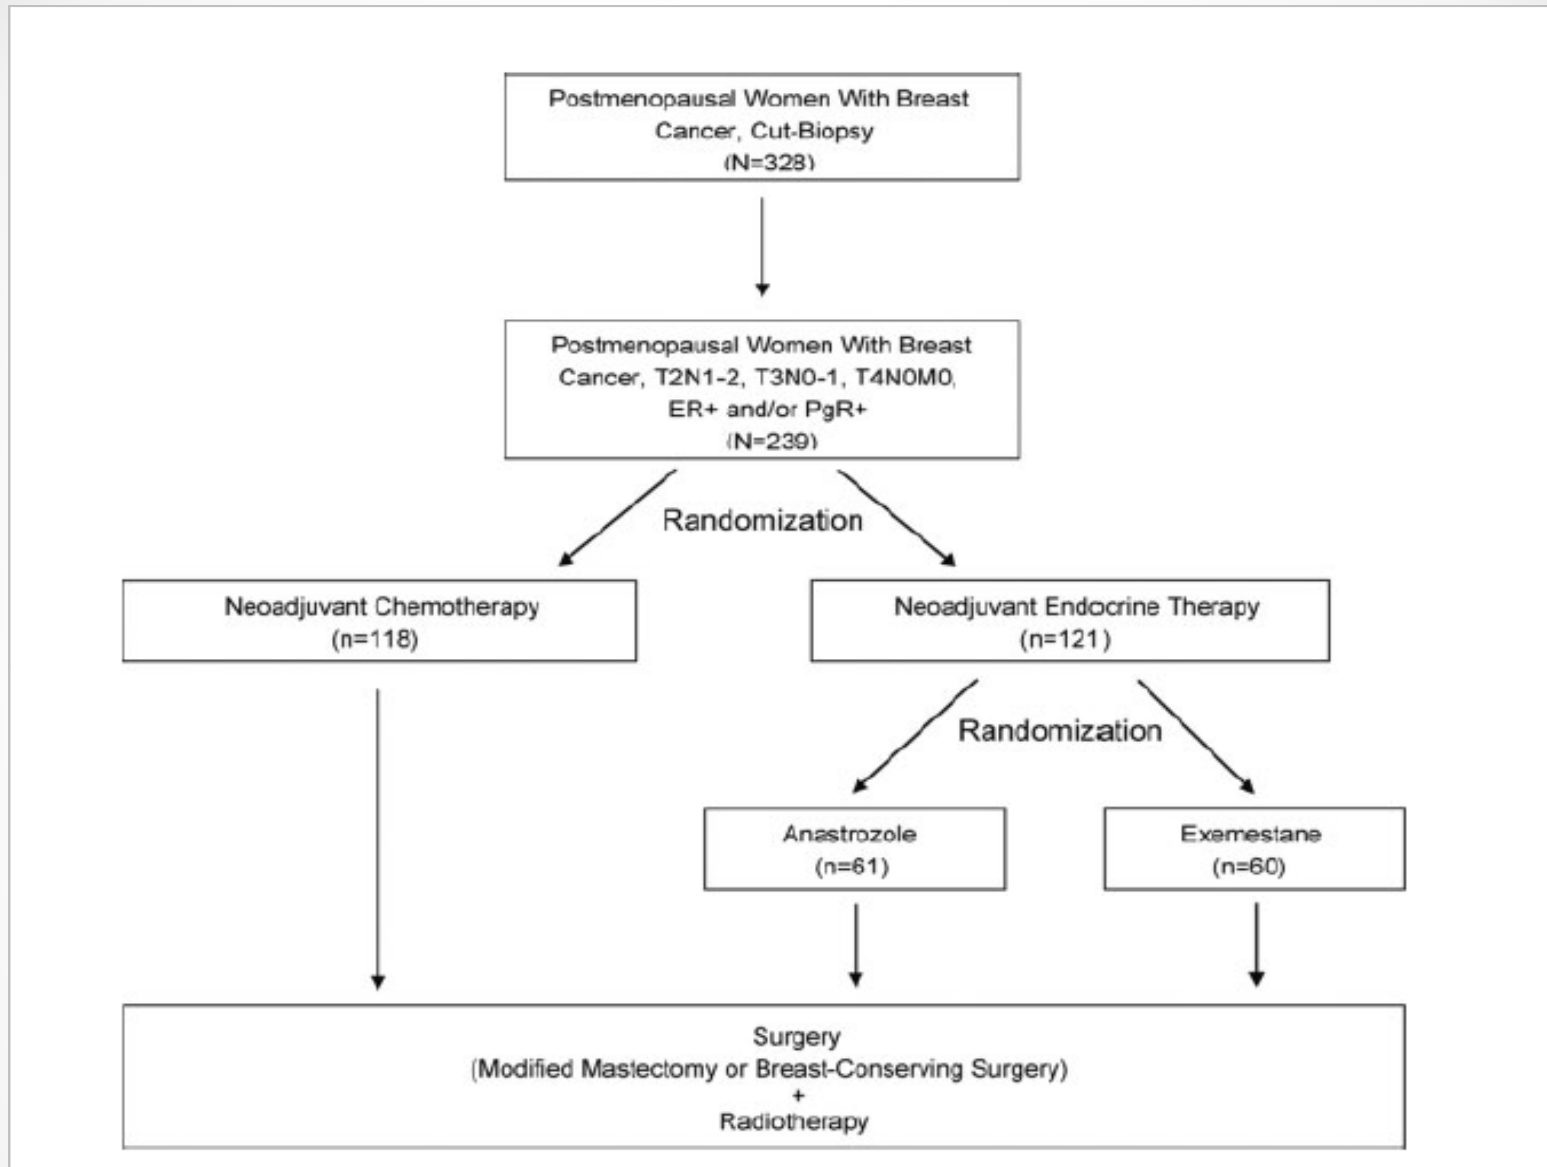 Postmenopausal Women With Breast
Cancer, Cut-Biopsy
(N=328)
Postmenopausal Women With Breast
Cancer, T2N1-2, T3N0-1, T4N0M0,
ER+ and/or PgR+
(N=239)
Randomization
Neoadjuvant Chemotherapy
(n=118)
Neoadjuvant Endocrine Therapy
(n=121)
Randomization
Anastrozole
(n=61)
Exemestane
(n=60)
Surgery
(Modified Mastectomy or Breast-Conserving Surgery)
+
Radiotherapy